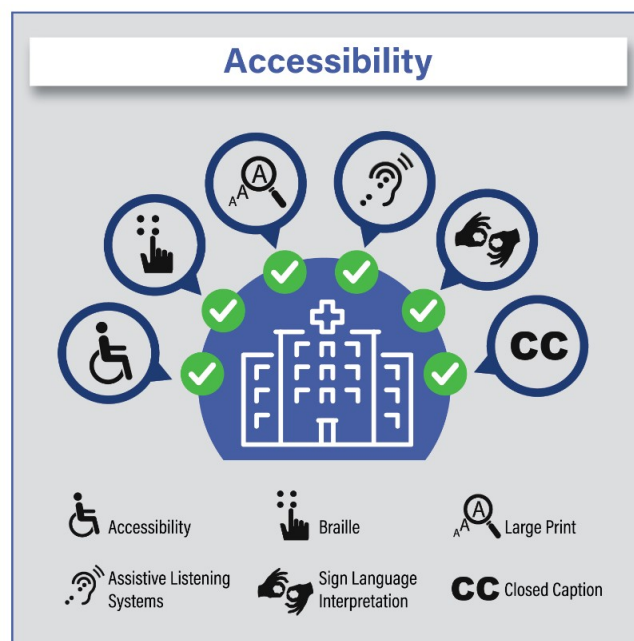 Accessibility
A A A
CC
Accessibility
Braille
A A A
Large Print
Assistive Listening
Systems
Sign Language
Interpretation
CC
Closed Caption